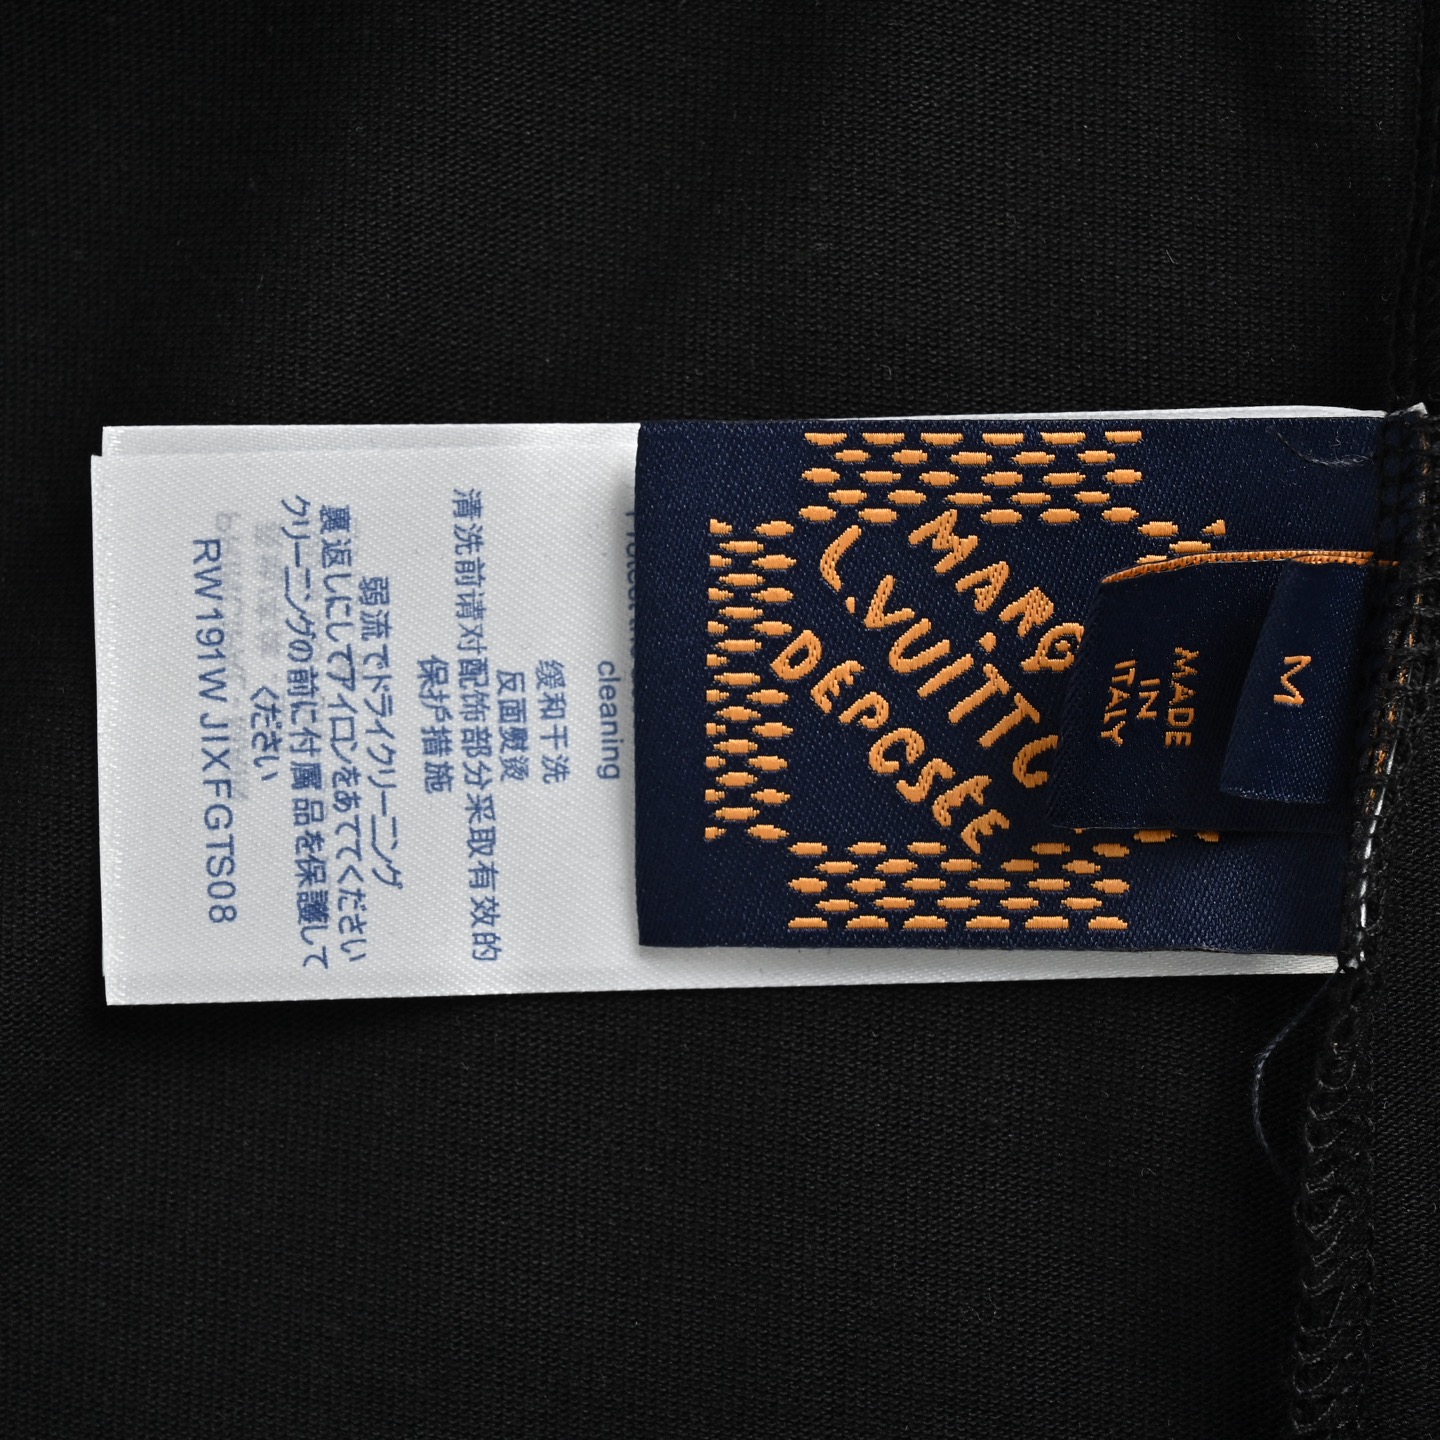 MARQ
L.VUITTO
DEPOSE
MADE
IN
ITALY
M
cleaning
缓和干洗
反面熨烫
清洗前请对配饰部分采取有效的
保护措施
弱流でドライクリーニング
裏返しにしてアイロンをあててください
クリーニングの前に付属品を保護して
ください
RW191W JIXFGTS08